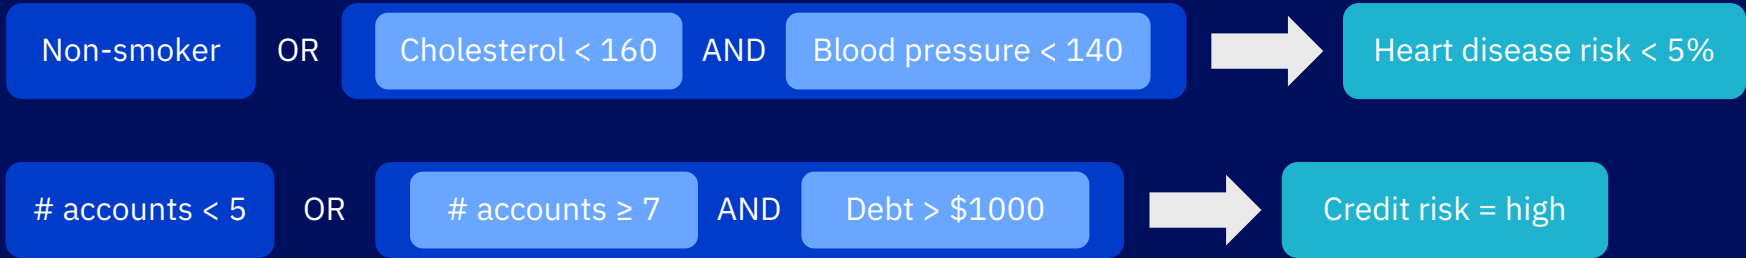 Non-smoker OR Cholesterol < 160 AND Blood pressure < 140 Heart disease risk < 5%
# accounts < 5 OR # accounts ≥ 7 AND Debt > $1000 Credit risk = high